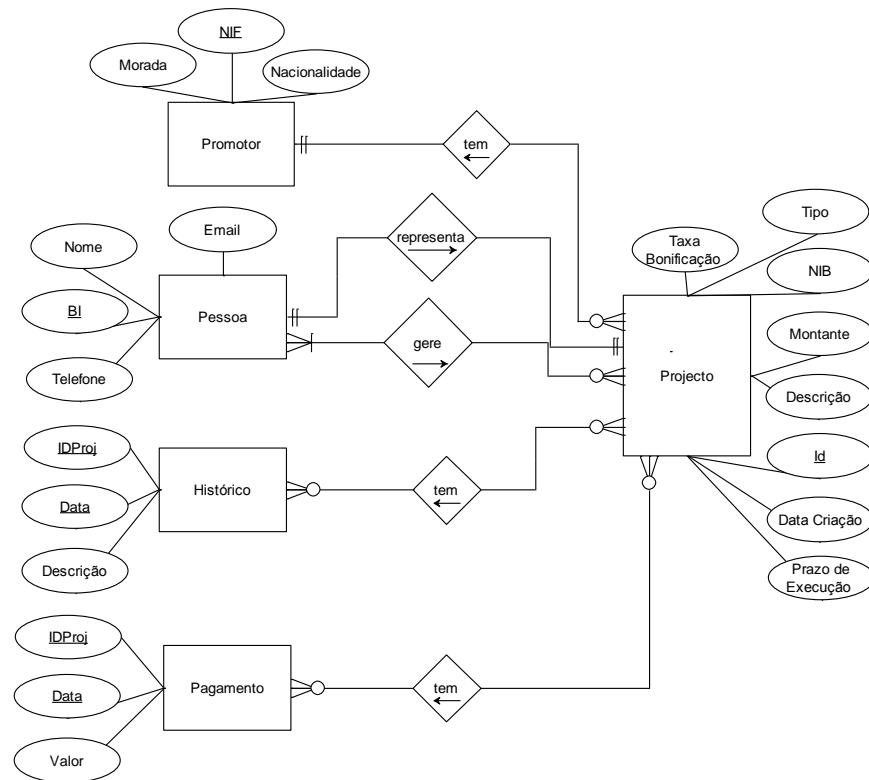 NIF
Morada
Nacionalidade
Promotor
tem
Email
Nome
BI
Telefone
Pessoa
representa
gere
Taxa
Bonificação
Tipo
NIB
Montante
Descrição
Projecto
Id
Data Criação
Prazo de
Execução
IDProj
Data
Descrição
Histórico
tem
IDProj
Data
Valor
Pagamento
tem